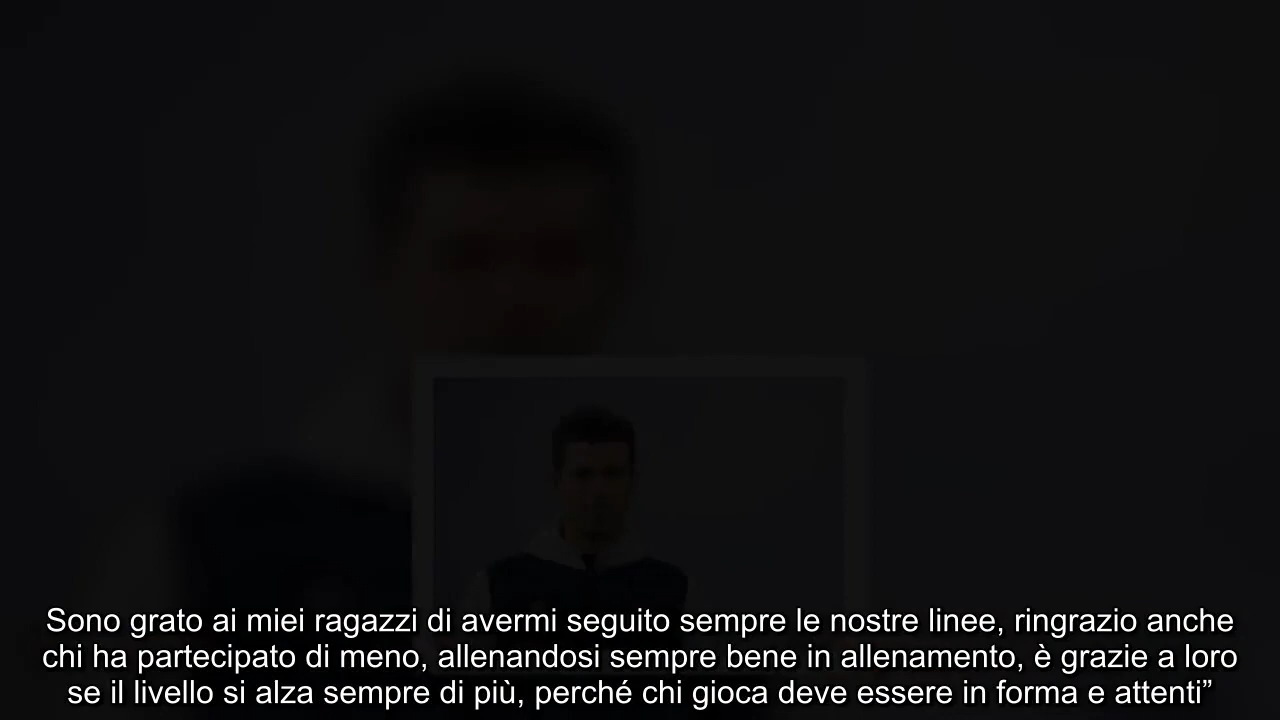 Sono grato ai miei ragazzi di avermi seguito sempre le nostre linee, ringrazio anche
chi ha partecipato di meno, allenandosi sempre bene in allenamento, è grazie a loro
se il livello si alza sempre di più, perché chi gioca deve essere in forma e attenti”